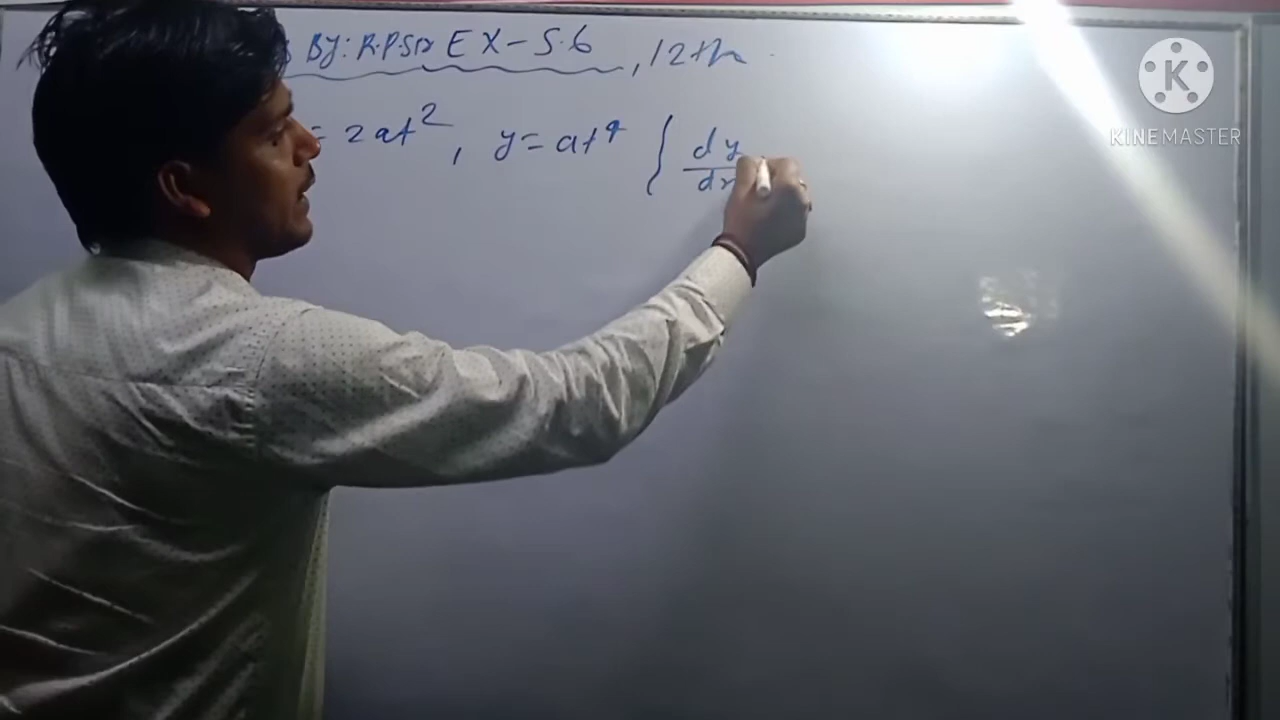 BY: R.P. Sir EX-5.6, 12th
= 2at², y = at⁴ { dy/dx
K
KINEMASTER